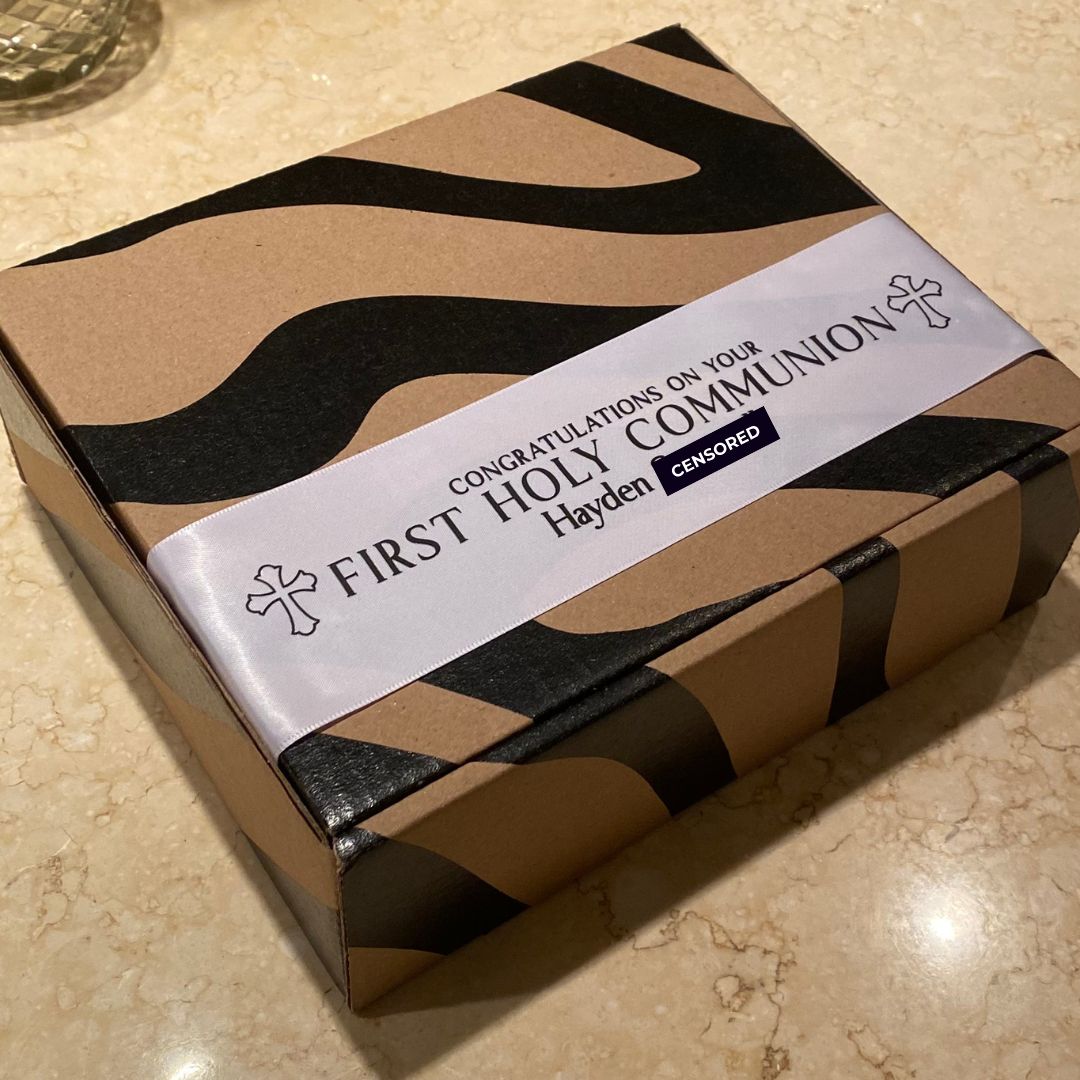 CONGRATULATIONS ON YOUR
FIRST HOLY COMMUNION
Hayden CENSORED